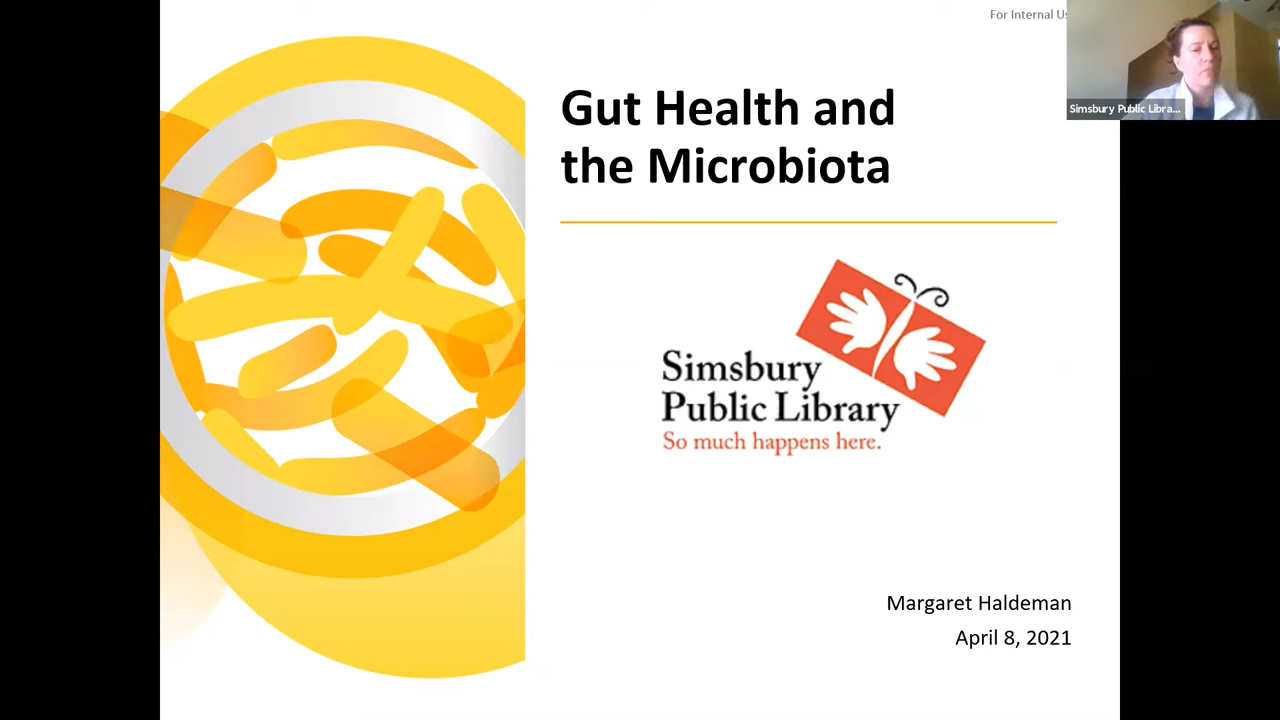 For Internal Us
Simsbury Public Libra...
Gut Health and
the Microbiota
Simsbury
Public Library
So much happens here.
Margaret Haldeman
April 8, 2021